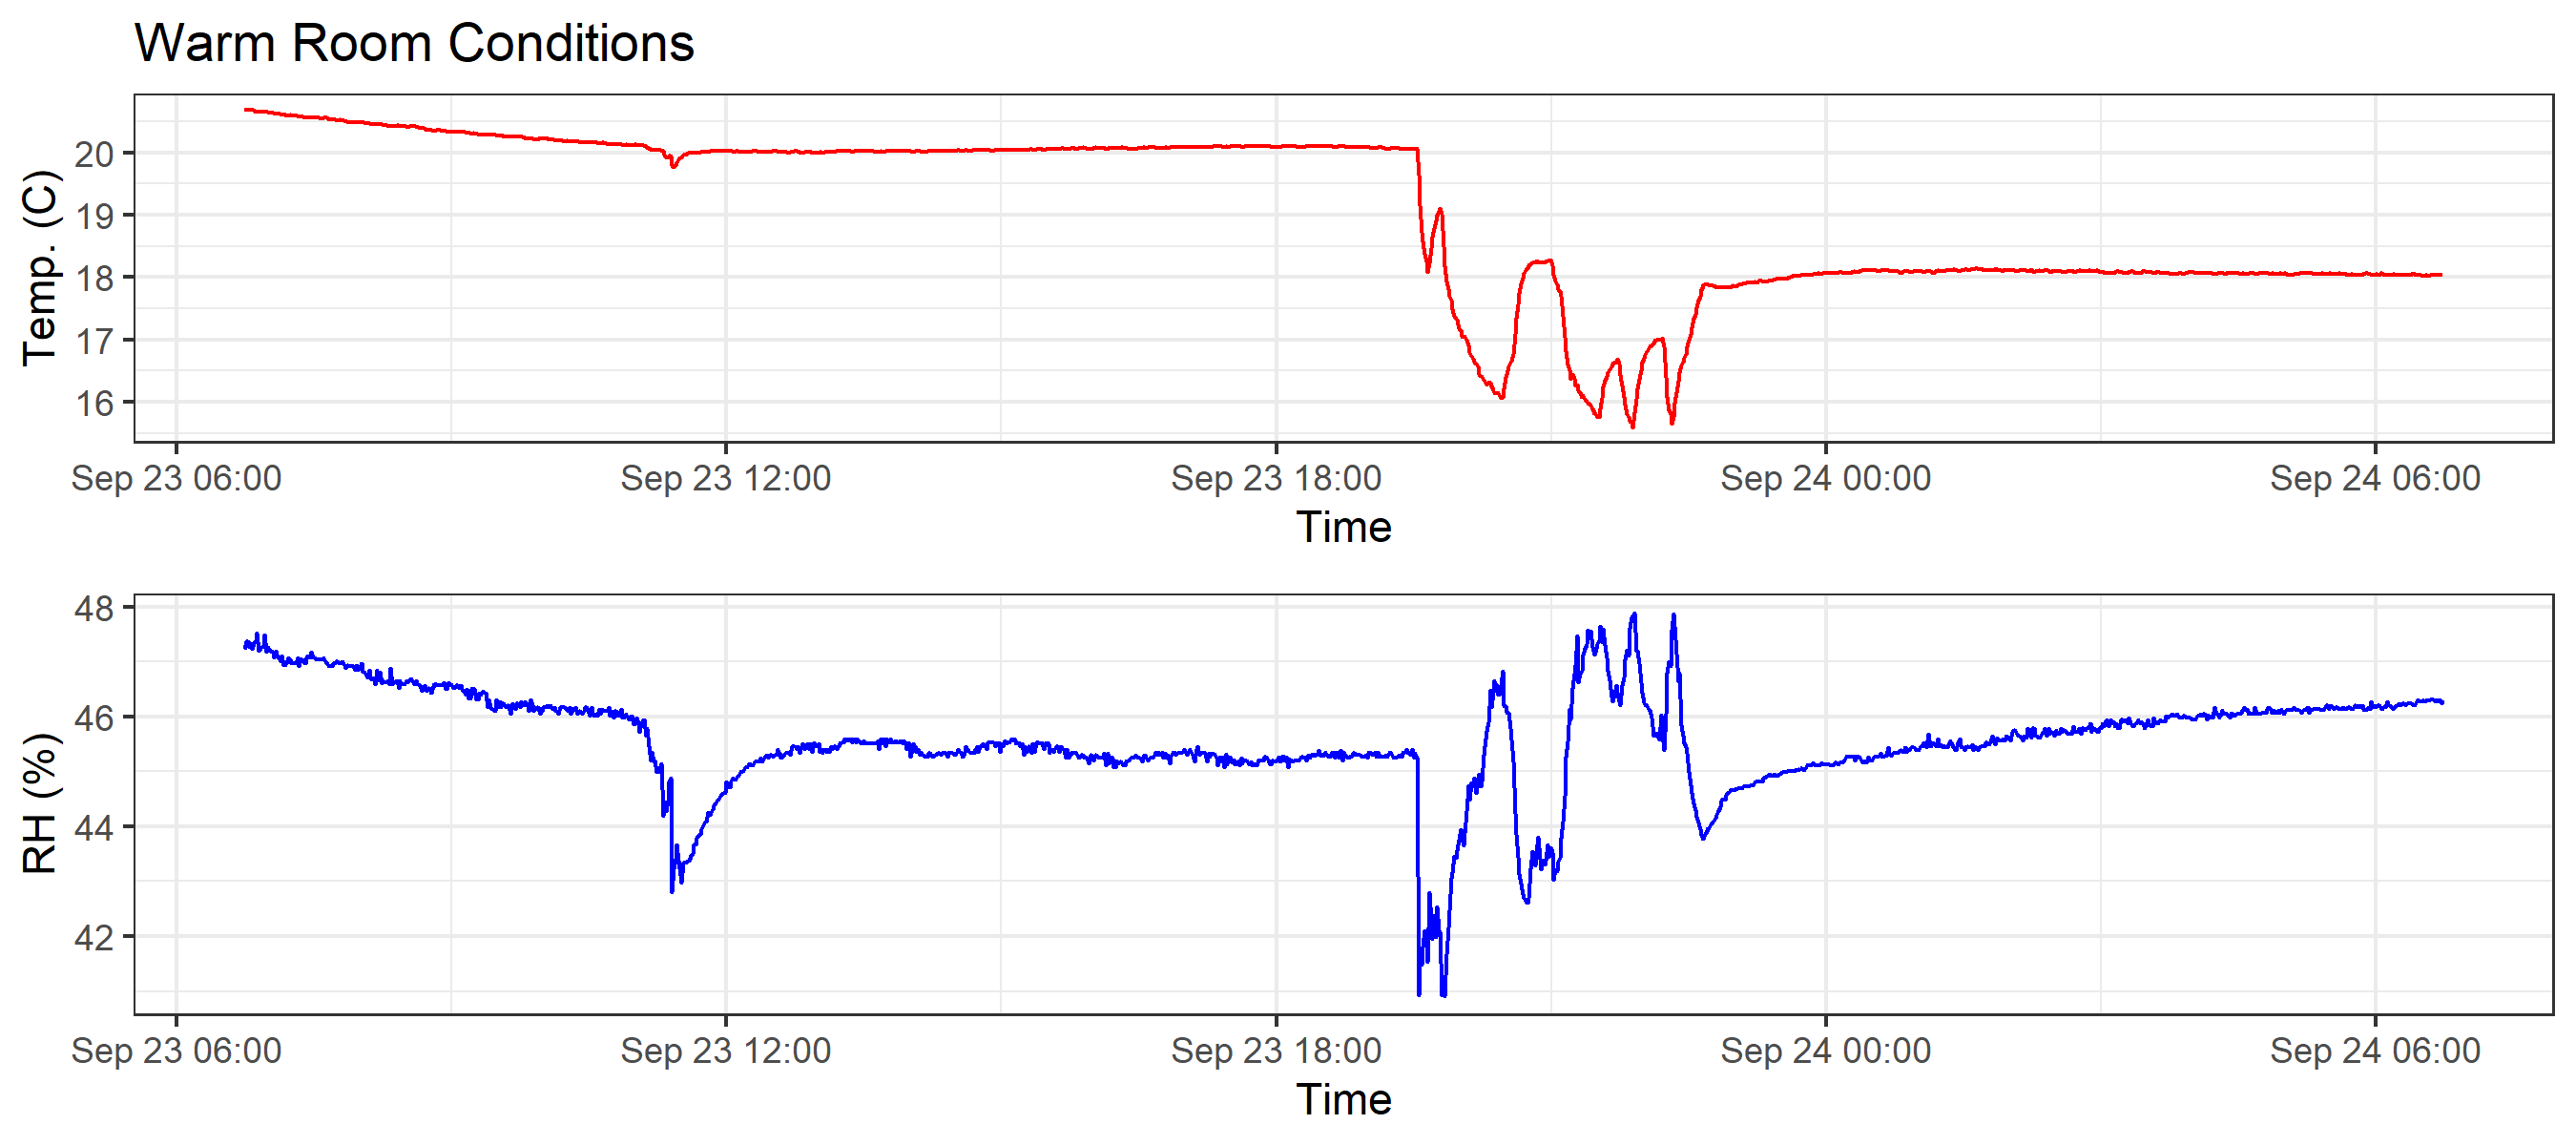 Warm Room Conditions
Temp. (C)
20
19
18
17
16
Sep 23 06:00 Sep 23 12:00 Sep 23 18:00 Sep 24 00:00 Sep 24 06:00
Time
RH (%)
48
46
44
42
Sep 23 06:00 Sep 23 12:00 Sep 23 18:00 Sep 24 00:00 Sep 24 06:00
Time